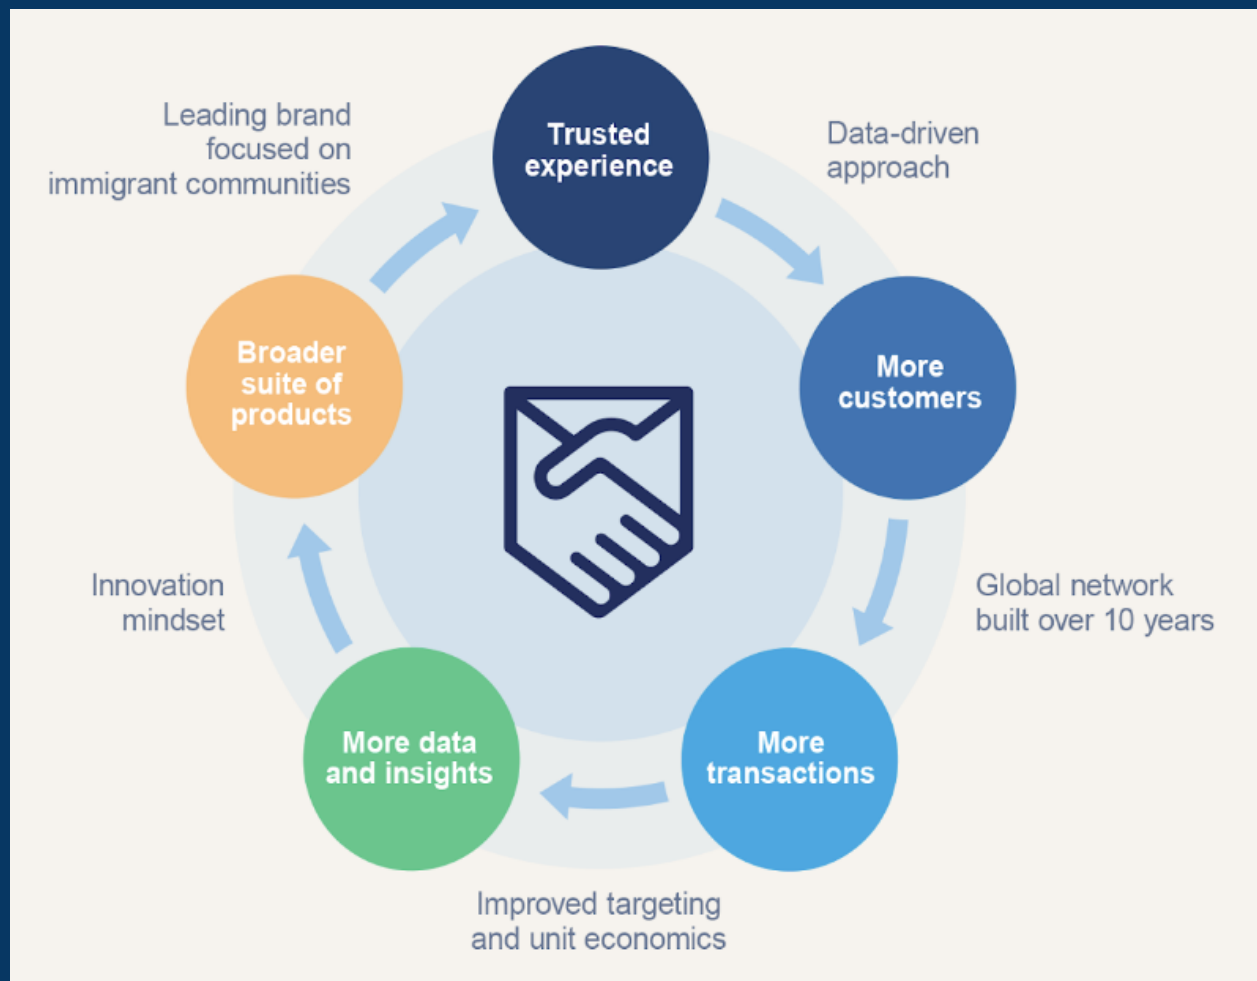 Trusted
experience
Data-driven
approach
More
customers
Global network
built over 10 years
More
transactions
Improved targeting
and unit economics
More data
and insights
Innovation
mindset
Broader
suite of
products
Leading brand
focused on
immigrant communities